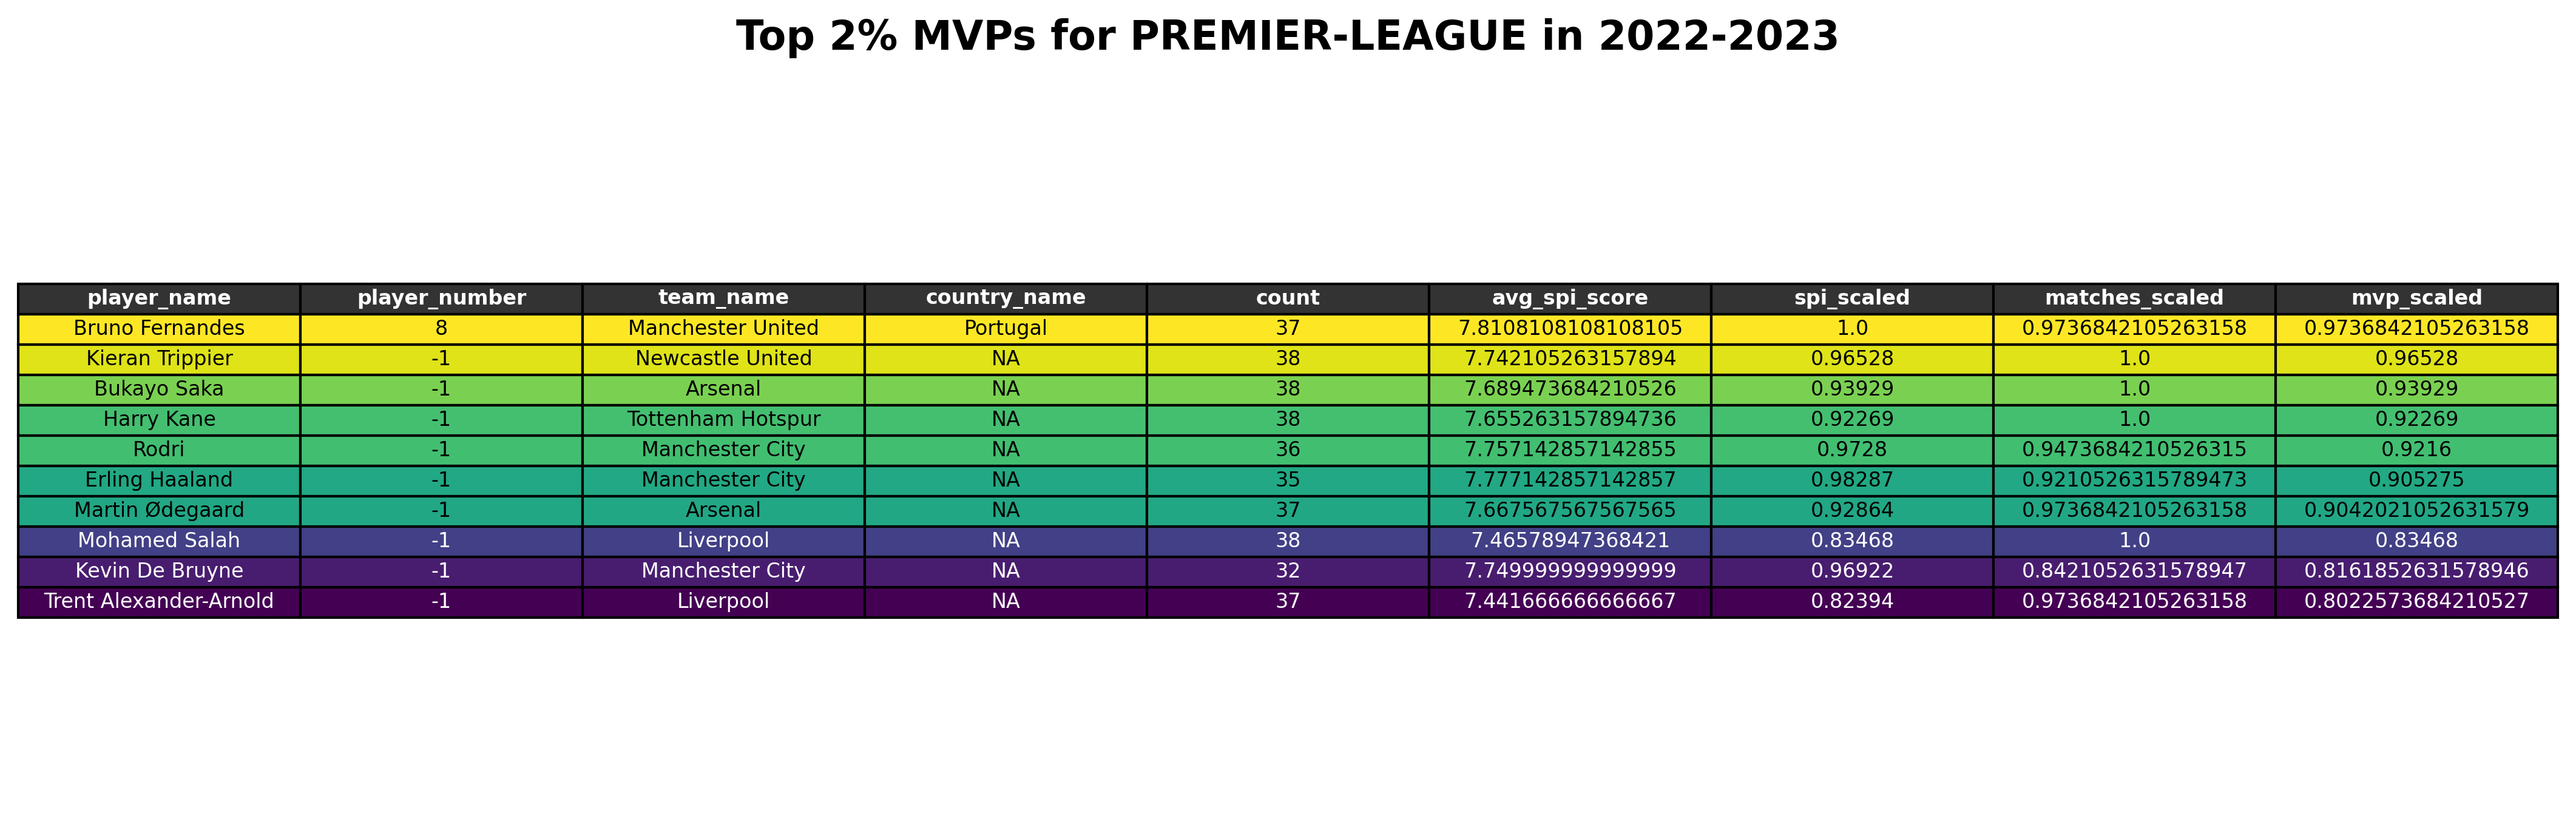 Top 2% MVPs for PREMIER-LEAGUE in 2022-2023
player_name player_number team_name country_name count avg_spi_score spi_scaled matches_scaled mvp_scaled
Bruno Fernandes 8 Manchester United Portugal 37 7.8108108108108105 1.0 0.9736842105263158 0.9736842105263158
Kieran Trippier -1 Newcastle United NA 38 7.742105263157894 0.96528 1.0 0.96528
Bukayo Saka -1 Arsenal NA 38 7.689473684210526 0.93929 1.0 0.93929
Harry Kane -1 Tottenham Hotspur NA 38 7.655263157894736 0.92269 1.0 0.92269
Rodri -1 Manchester City NA 36 7.757142857142855 0.9728 0.9473684210526315 0.9216
Erling Haaland -1 Manchester City NA 35 7.777142857142857 0.98287 0.9210526315789473 0.905275
Martin Ødegaard -1 Arsenal NA 37 7.667567567567565 0.92864 0.9736842105263158 0.9042021052631579
Mohamed Salah -1 Liverpool NA 38 7.46578947368421 0.83468 1.0 0.83468
Kevin De Bruyne -1 Manchester City NA 32 7.749999999999999 0.96922 0.8421052631578947 0.8161852631578946
Trent Alexander-Arnold -1 Liverpool NA 37 7.441666666666667 0.82394 0.9736842105263158 0.8022573684210527